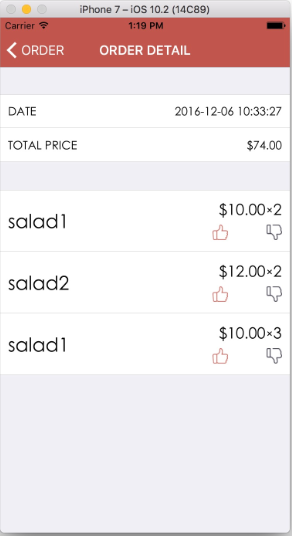 iPhone 7 – iOS 10.2 (14C89)
Carrier 1:19 PM
ORDER ORDER DETAIL
DATE 2016-12-06 10:33:27
TOTAL PRICE $74.00
salad1 $10.00×2
salad2 $12.00×2
salad1 $10.00×3